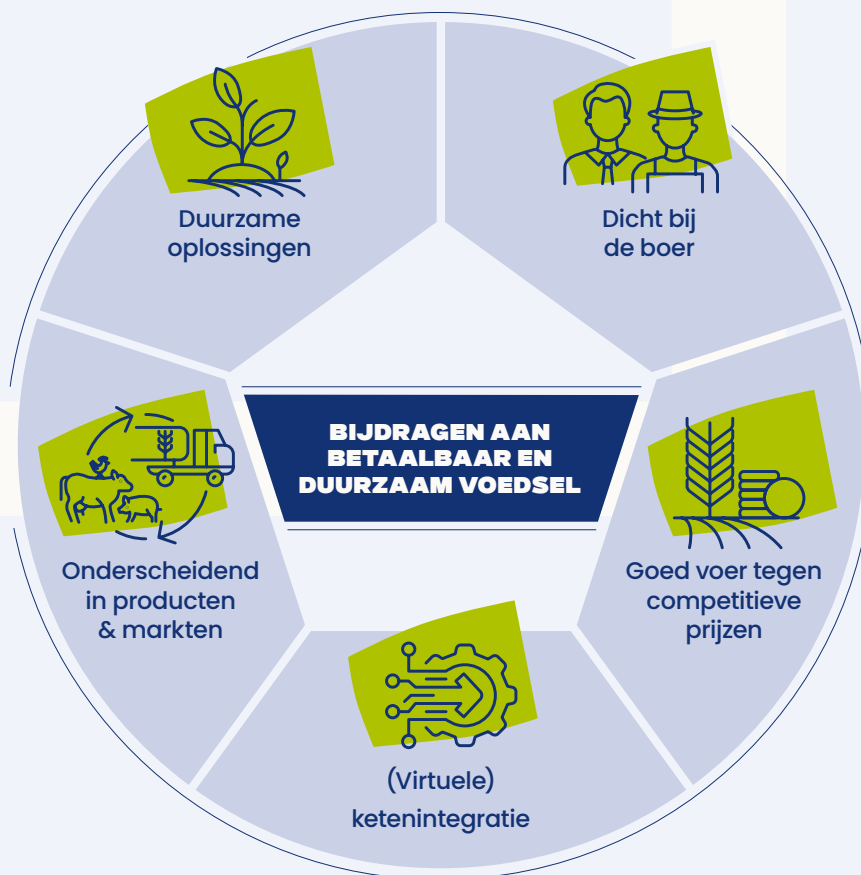 Duurzame
oplossingen
Dicht bij
de boer
BIJDRAGEN AAN
BETAALBAAR EN
DUURZAAM VOEDSEL
Onderscheidend
in producten
& markten
Goed voer tegen
competitieve
prijzen
(Virtuele)
ketenintegratie